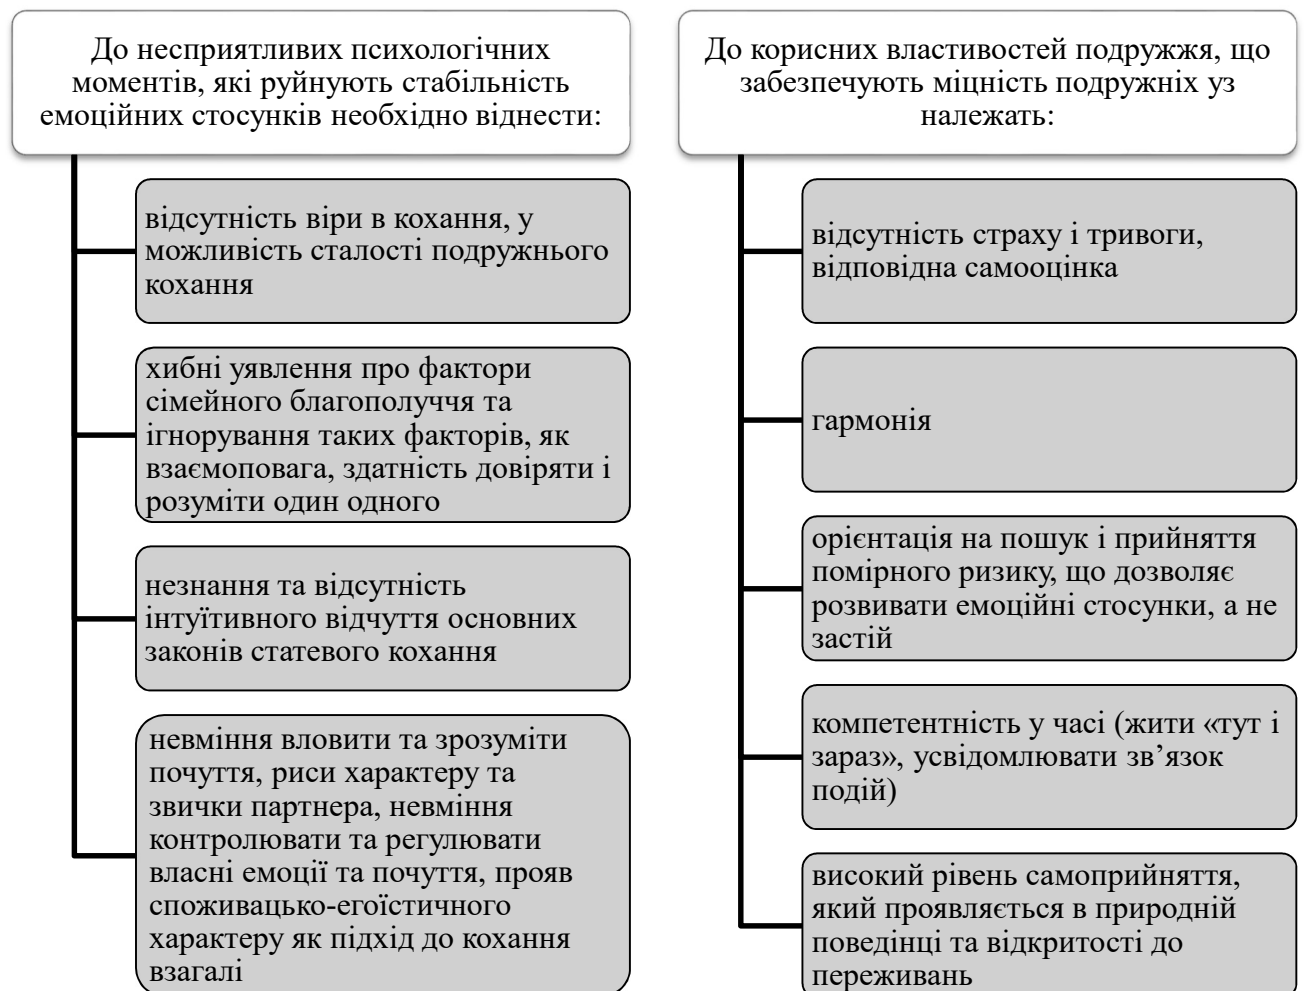 До несприятливих психологічних
моментів, які руйнують стабільність
емоційних стосунків необхідно віднести:
відсутність віри в кохання, у
можливість сталості подружнього
кохання
хибні уявлення про фактори
сімейного благополуччя та
ігнорування таких факторів, як
взаємоповага, здатність довіряти і
розуміти один одного
незнання та відсутність
інтуїтивного відчуття основних
законів статевого кохання
невміння вловити та зрозуміти
почуття, риси характеру та
звички партнера, невміння
контролювати та регулювати
власні емоції та почуття, прояв
споживацько-егоїстичного
характеру як підхід до кохання
взагалі
До корисних властивостей подружжя, що
забезпечують міцність подружніх уз
належать:
відсутність страху і тривоги,
відповідна самооцінка
гармонія
орієнтація на пошук і прийняття
помірного ризику, що дозволяє
розвивати емоційні стосунки, а не
застій
компетентність у часі (жити «тут і
зараз», усвідомлювати зв’язок
подій)
високий рівень самоприйняття,
який проявляється в природній
поведінці та відкритості до
переживань